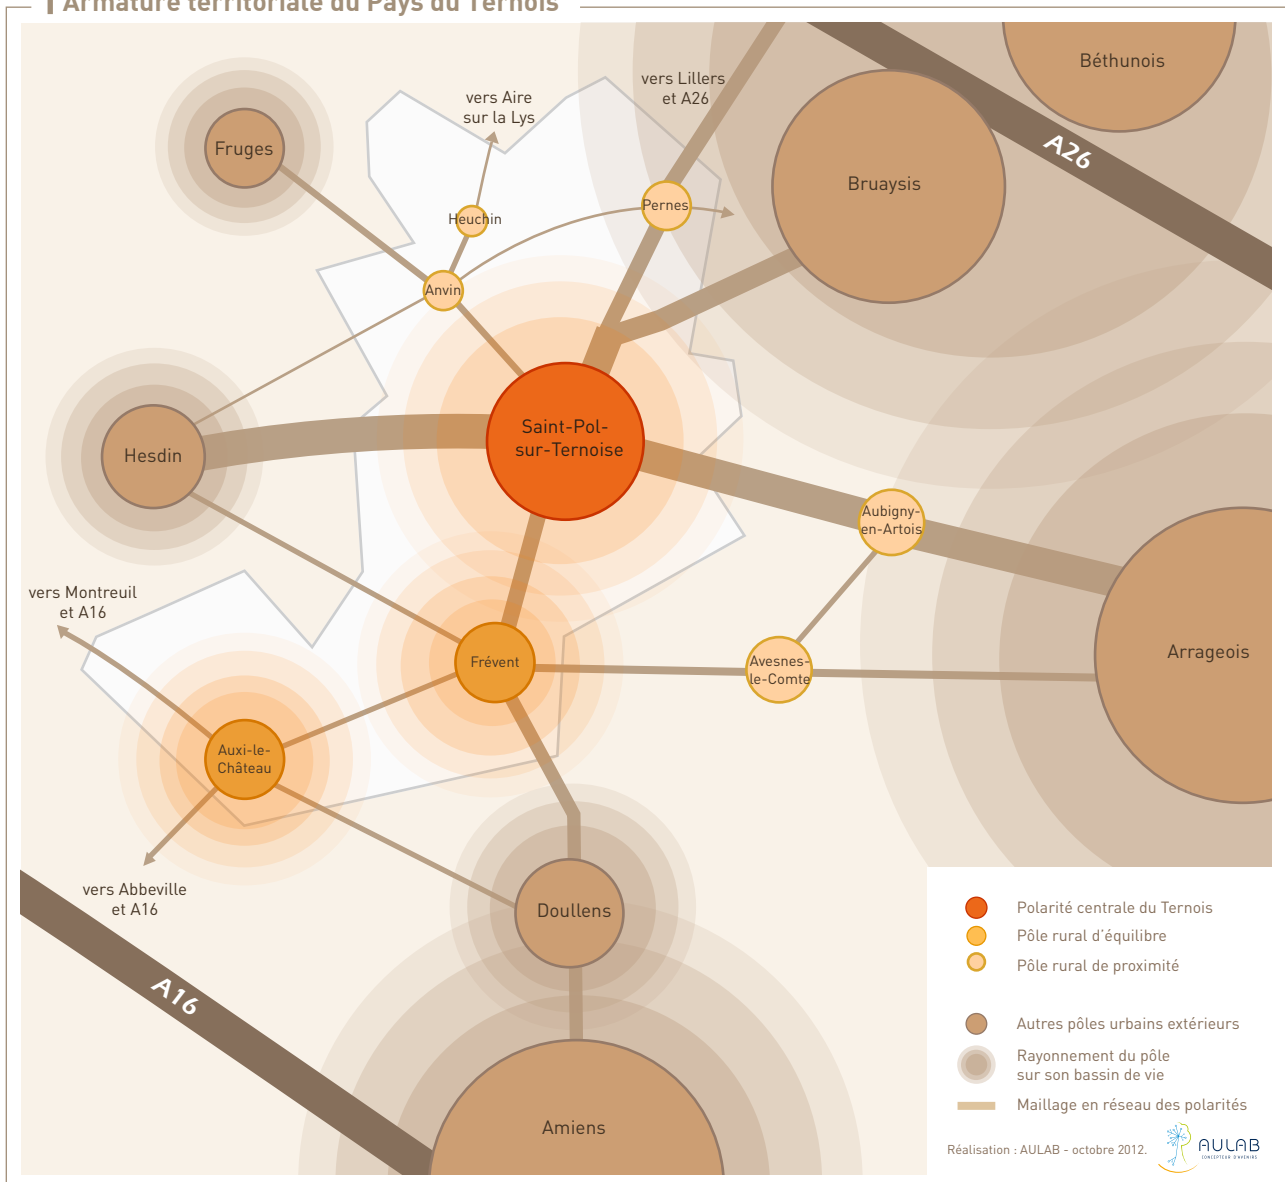 Armature territoriale du Pays du Ternois
Béthunois
vers Lillers
et A26
vers Aire
sur la Lys
A26
Fruges
Bruaysis
Pernes
Heuchin
Anvin
Saint-Pol-
sur-Ternoise
Hesdin
Aubigny-
en-Artois
vers Montreuil
et A16
Frévent
Avesnes-
le-Comte
Arrageois
Auxi-le-
Château
vers Abbeville
et A16
Doullens
A16
Amiens
Polarité centrale du Ternois
Pôle rural d'équilibre
Pôle rural de proximité
Autres pôles urbains extérieurs
Rayonnement du pôle
sur son bassin de vie
Maillage en réseau des polarités
Réalisation : AULAB - octobre 2012.
AULAB
CONCEPTEUR D'AVENIRS